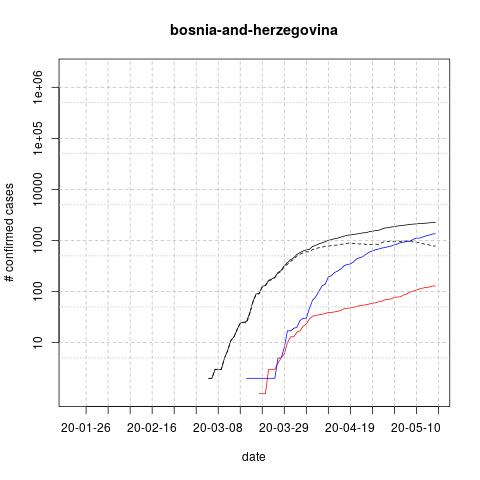 bosnia-and-herzegovina
# confirmed cases
1e+06
1e+05
10000
1000
100
10
20-01-26 20-02-16 20-03-08 20-03-29 20-04-19 20-05-10
date